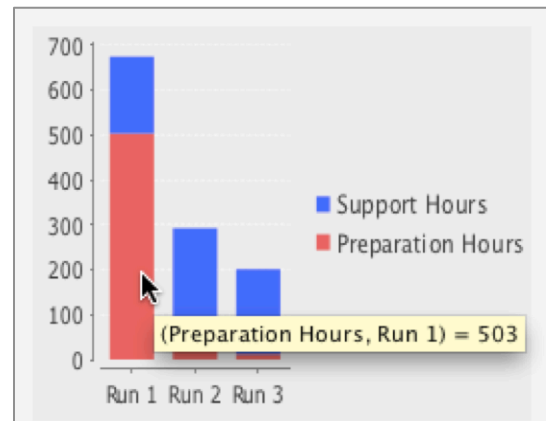 700
600
500
400
300
200
100
0
Support Hours
Preparation Hours
(Preparation Hours, Run 1) = 503
Run 1 Run 2 Run 3